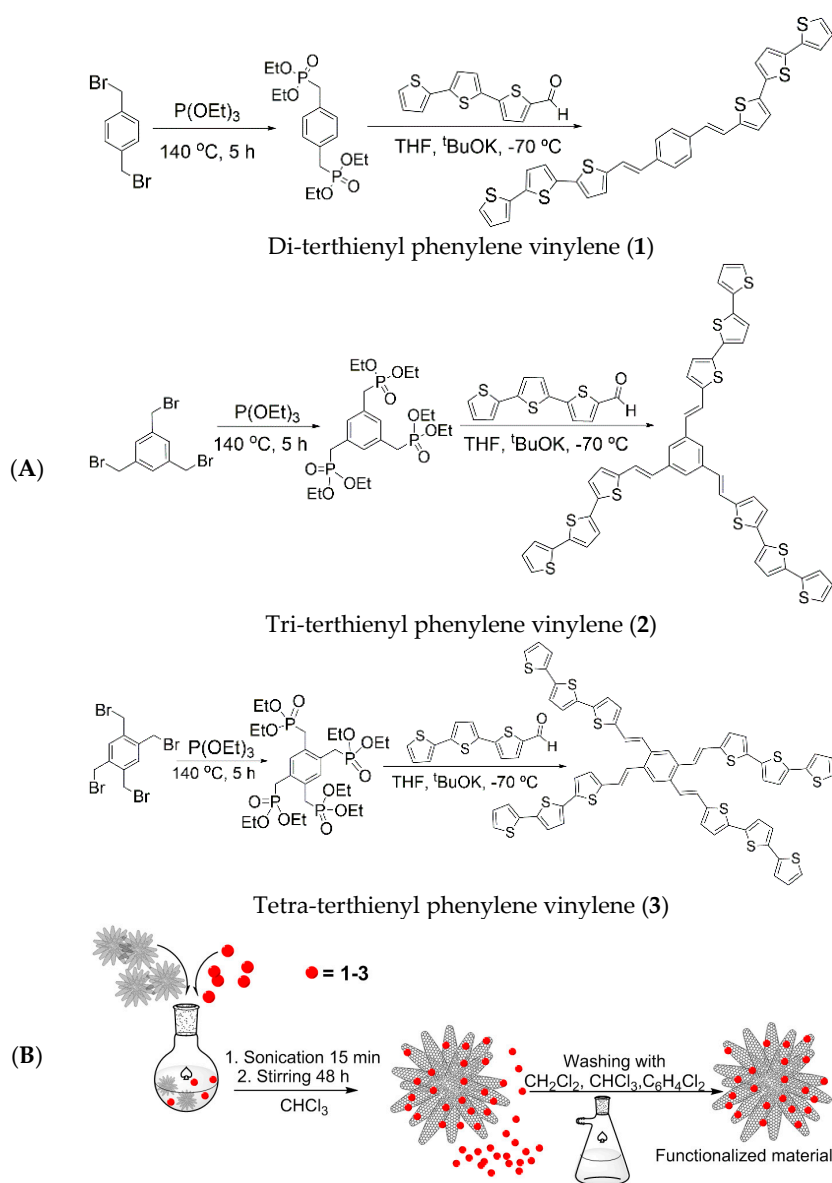 Br
Br
P(OEt)3
140 ºC, 5 h
OEt
EtO
P
O
OEt
P
EtO
O
S
S
S
O
H
THF, tBuOK, -70 ºC
S
S
S
S
S
S
Di-terthienyl phenylene vinylene (1)
(A)
Br
Br
Br
P(OEt)3
140 ºC, 5 h
EtO
OEt
P
O
O
OEt
P
OEt
O
P
OEt
EtO
S
S
S
O
H
THF, tBuOK, -70 ºC
S
S
S
S
S
S
S
S
S
Tri-terthienyl phenylene vinylene (2)
Br
Br
Br
Br
P(OEt)3
140 ºC, 5 h
EtO
O
P
EtO
EtO
OEt
P
O
O
P
EtO
OEt
EtO
OEt
P
O
S
S
S
O
H
THF, tBuOK, -70 ºC
S
S
S
S
S
S
S
S
S
S
S
S
Tetra-terthienyl phenylene vinylene (3)
(B)
= 1-3
1. Sonication 15 min
2. Stirring 48 h
CHCl3
Washing with
CH2Cl2, CHCl3,C6H4Cl2
Functionalized material